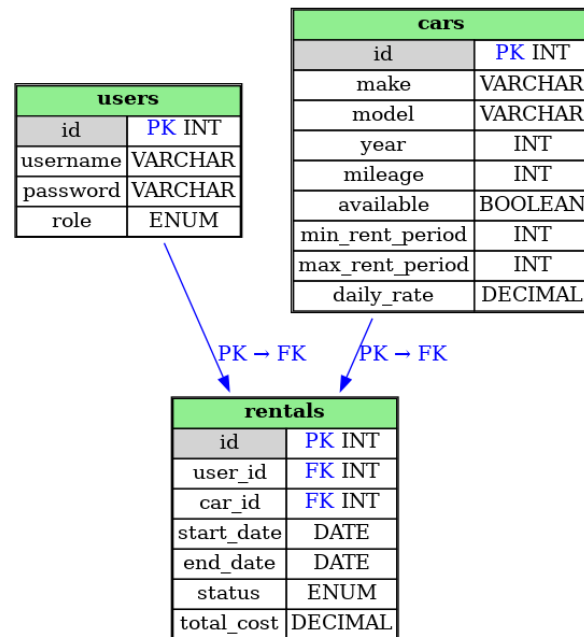 users
id PK INT
username VARCHAR
password VARCHAR
role ENUM
cars
id PK INT
make VARCHAR
model VARCHAR
year INT
mileage INT
available BOOLEAN
min_rent_period INT
max_rent_period INT
daily_rate DECIMAL
PK → FK
PK → FK
rentals
id PK INT
user_id FK INT
car_id FK INT
start_date DATE
end_date DATE
status ENUM
total_cost DECIMAL